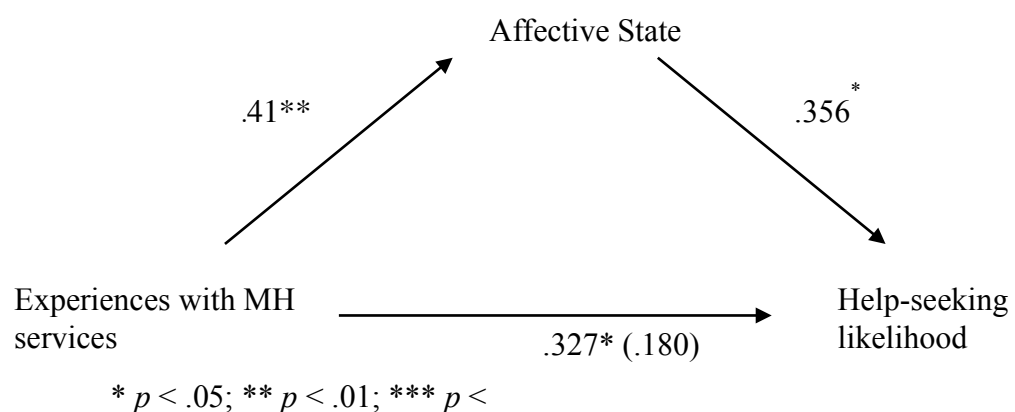 Affective State
.41**
.356*
Experiences with MH
services
Help-seeking
likelihood
.327* (.180)
* p < .05; ** p < .01; *** p <